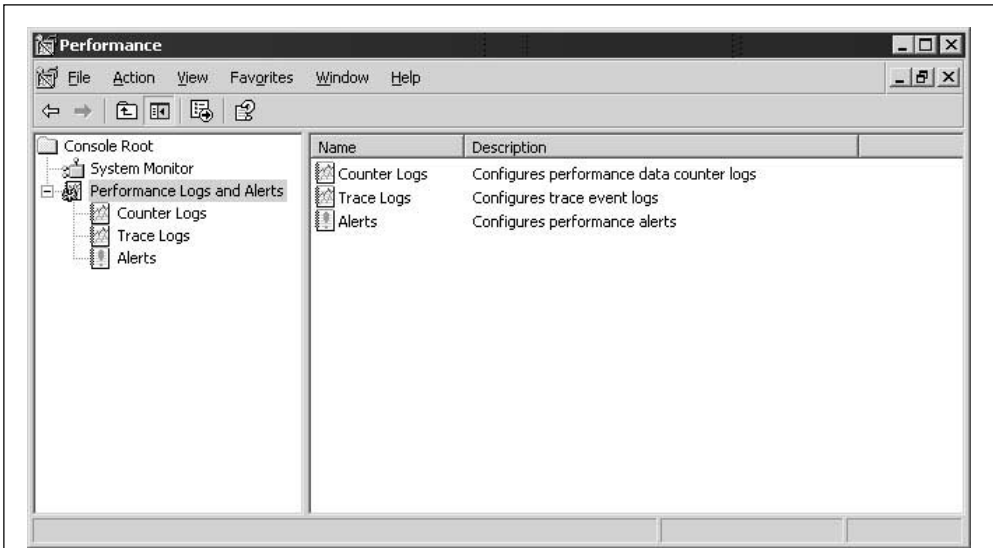 Performance
File Action View Favorites Window Help
Console Root
System Monitor
Performance Logs and Alerts
Counter Logs
Trace Logs
Alerts
Name Description
Counter Logs Configures performance data counter logs
Trace Logs Configures trace event logs
Alerts Configures performance alerts